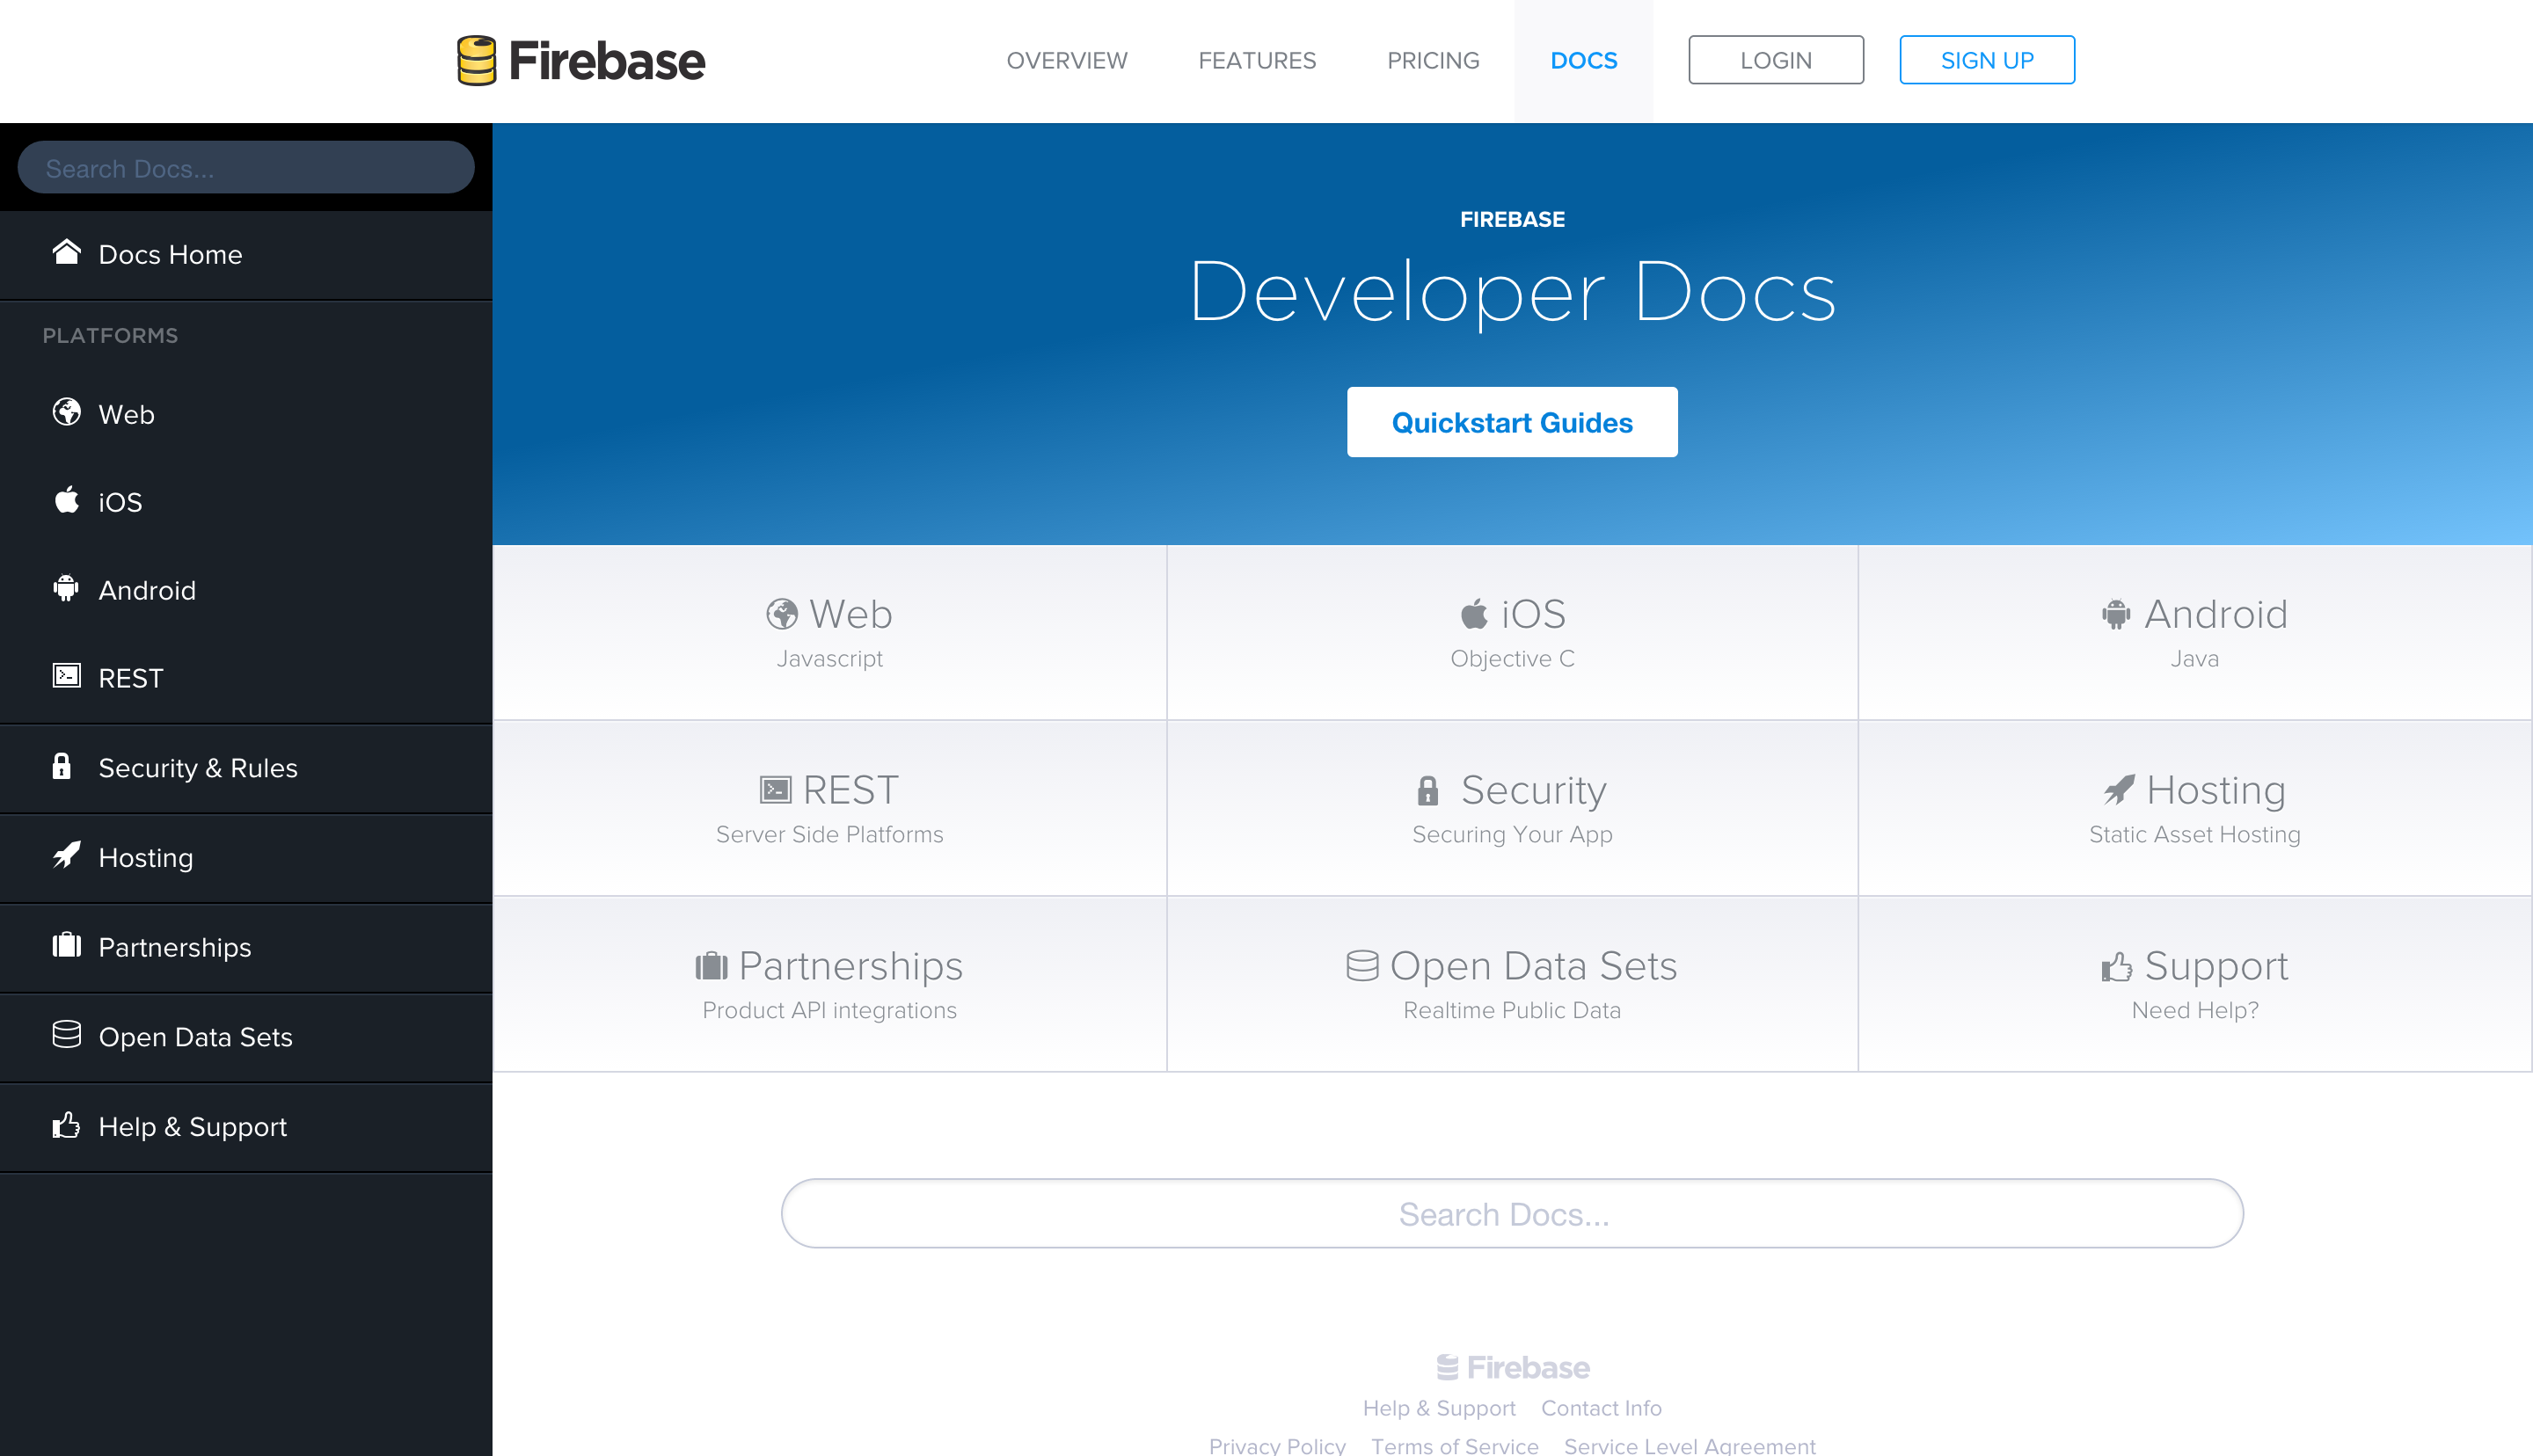 Firebase
OVERVIEW FEATURES PRICING DOCS LOGIN SIGN UP
Search Docs...
Docs Home
PLATFORMS
Web
iOS
Android
REST
Security & Rules
Hosting
Partnerships
Open Data Sets
Help & Support
FIREBASE
Developer Docs
Quickstart Guides
Web
Javascript
iOS
Objective C
Android
Java
REST
Server Side Platforms
Security
Securing Your App
Hosting
Static Asset Hosting
Partnerships
Product API integrations
Open Data Sets
Realtime Public Data
Support
Need Help?
Search Docs...
Firebase
Help & Support Contact Info
Privacy Policy Terms of Service Service Level Agreement